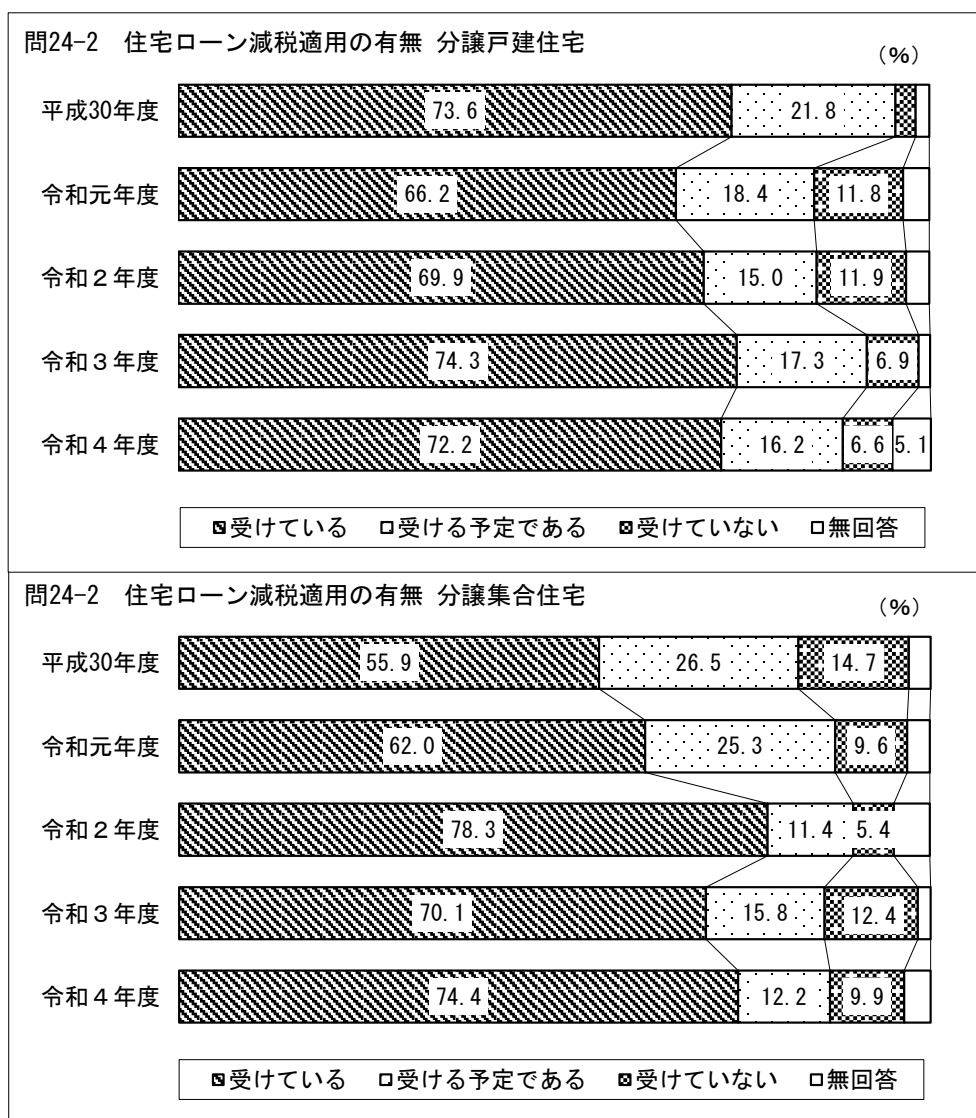 問24-2　住宅ローン減税適用の有無 分譲戸建住宅
（%）
平成30年度 73.6 21.8
令和元年度 66.2 18.4 11.8
令和２年度 69.9 15.0 11.9
令和３年度 74.3 17.3 6.9
令和４年度 72.2 16.2 6.6 5.1
受けている 受ける予定である 受けていない 無回答
問24-2　住宅ローン減税適用の有無 分譲集合住宅
（%）
平成30年度 55.9 26.5 14.7
令和元年度 62.0 25.3 9.6
令和２年度 78.3 11.4 5.4
令和３年度 70.1 15.8 12.4
令和４年度 74.4 12.2 9.9
受けている 受ける予定である 受けていない 無回答